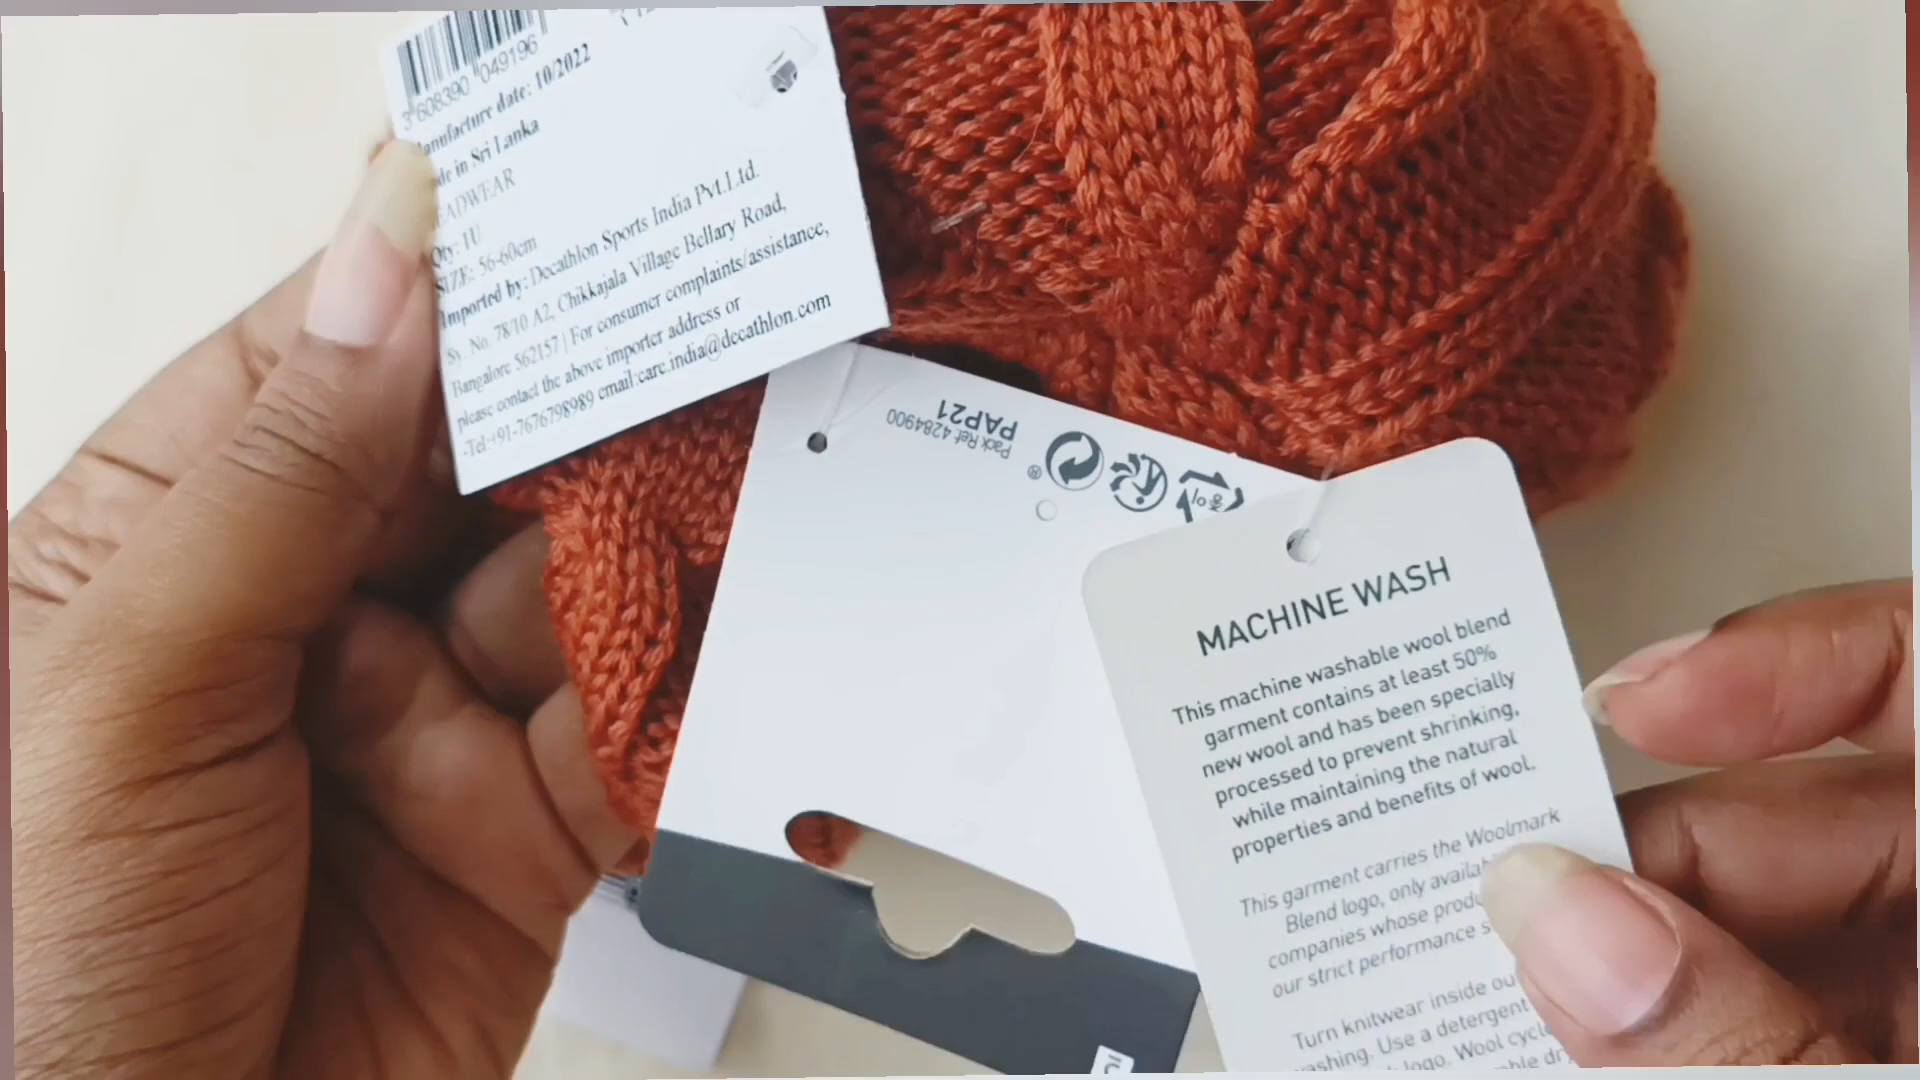 3 608390 049196
Manufacture date: 10/2022
Made in Sri Lanka
HEADWEAR
Qty: 1U
SIZE: 56-60cm
Imported by: Decathlon Sports India Pvt.Ltd.
Sy. No. 78/10 A2, Chikkajala Village Bellary Road,
Bangalore 562157 | For consumer complaints/assistance,
please contact the above importer address or
-Tel:+91-7676798989 email:care.india@decathlon.com
Pack Ref: 4284900
PAP21
®
MACHINE WASH
This machine washable wool blend
garment contains at least 50%
new wool and has been specially
processed to prevent shrinking,
while maintaining the natural
properties and benefits of wool.
This garment carries the Woolmark
Blend logo, only
companies whose
our strict performance
Turn knitwear inside
washing. Use a detergent
logo. Wool